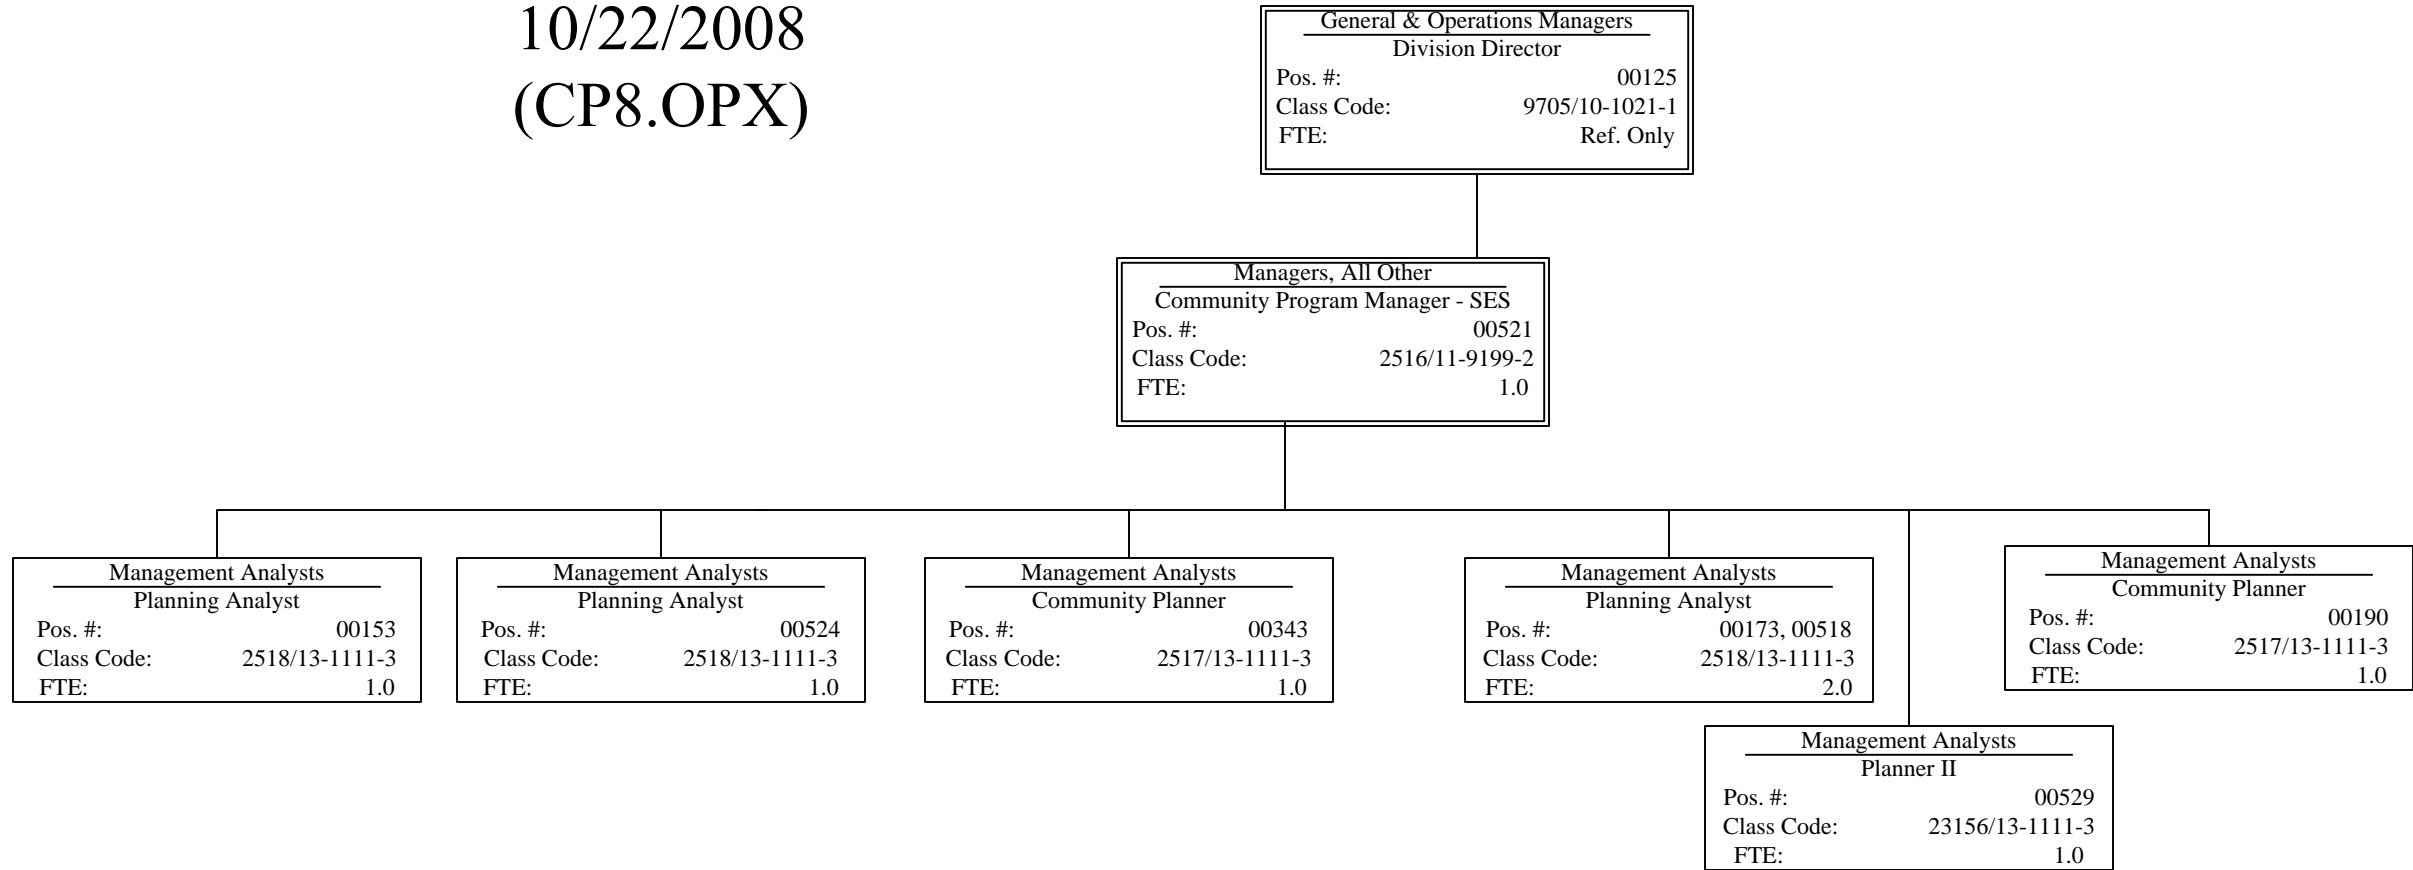 10/22/2008
(CP8.OPX)
General & Operations Managers
Division Director
Pos. #: 00125
Class Code: 9705/10-1021-1
FTE: Ref. Only
Managers, All Other
Community Program Manager - SES
Pos. #: 00521
Class Code: 2516/11-9199-2
FTE: 1.0
Management Analysts
Planning Analyst
Pos. #: 00153
Class Code: 2518/13-1111-3
FTE: 1.0
Management Analysts
Planning Analyst
Pos. #: 00524
Class Code: 2518/13-1111-3
FTE: 1.0
Management Analysts
Community Planner
Pos. #: 00343
Class Code: 2517/13-1111-3
FTE: 1.0
Management Analysts
Planning Analyst
Pos. #: 00173, 00518
Class Code: 2518/13-1111-3
FTE: 2.0
Management Analysts
Community Planner
Pos. #: 00190
Class Code: 2517/13-1111-3
FTE: 1.0
Management Analysts
Planner II
Pos. #: 00529
Class Code: 23156/13-1111-3
FTE: 1.0